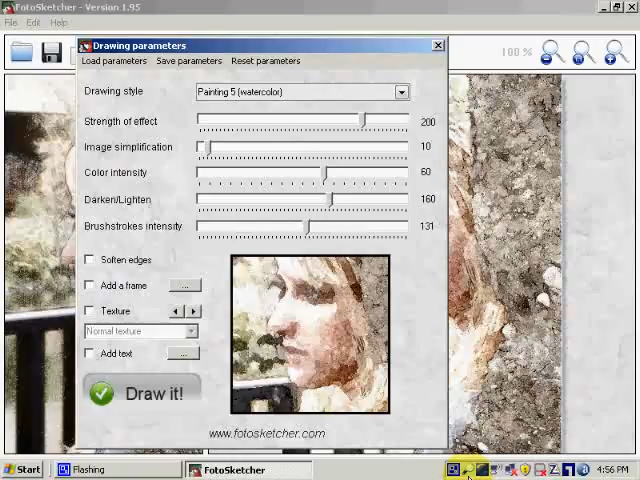 FotoSketcher - Version 1.95
File Edit Help
100 %
Drawing parameters
Load parameters Save parameters Reset parameters
Drawing style Painting 5 (watercolor)
Strength of effect 200
Image simplification 10
Color intensity 60
Darken/Lighten 160
Brushstrokes intensity 131
Soften edges
Add a frame ...
Texture
Normal texture
Add text ...
Draw it!
www.fotosketcher.com
Start Flashing FotoSketcher 4:56 PM